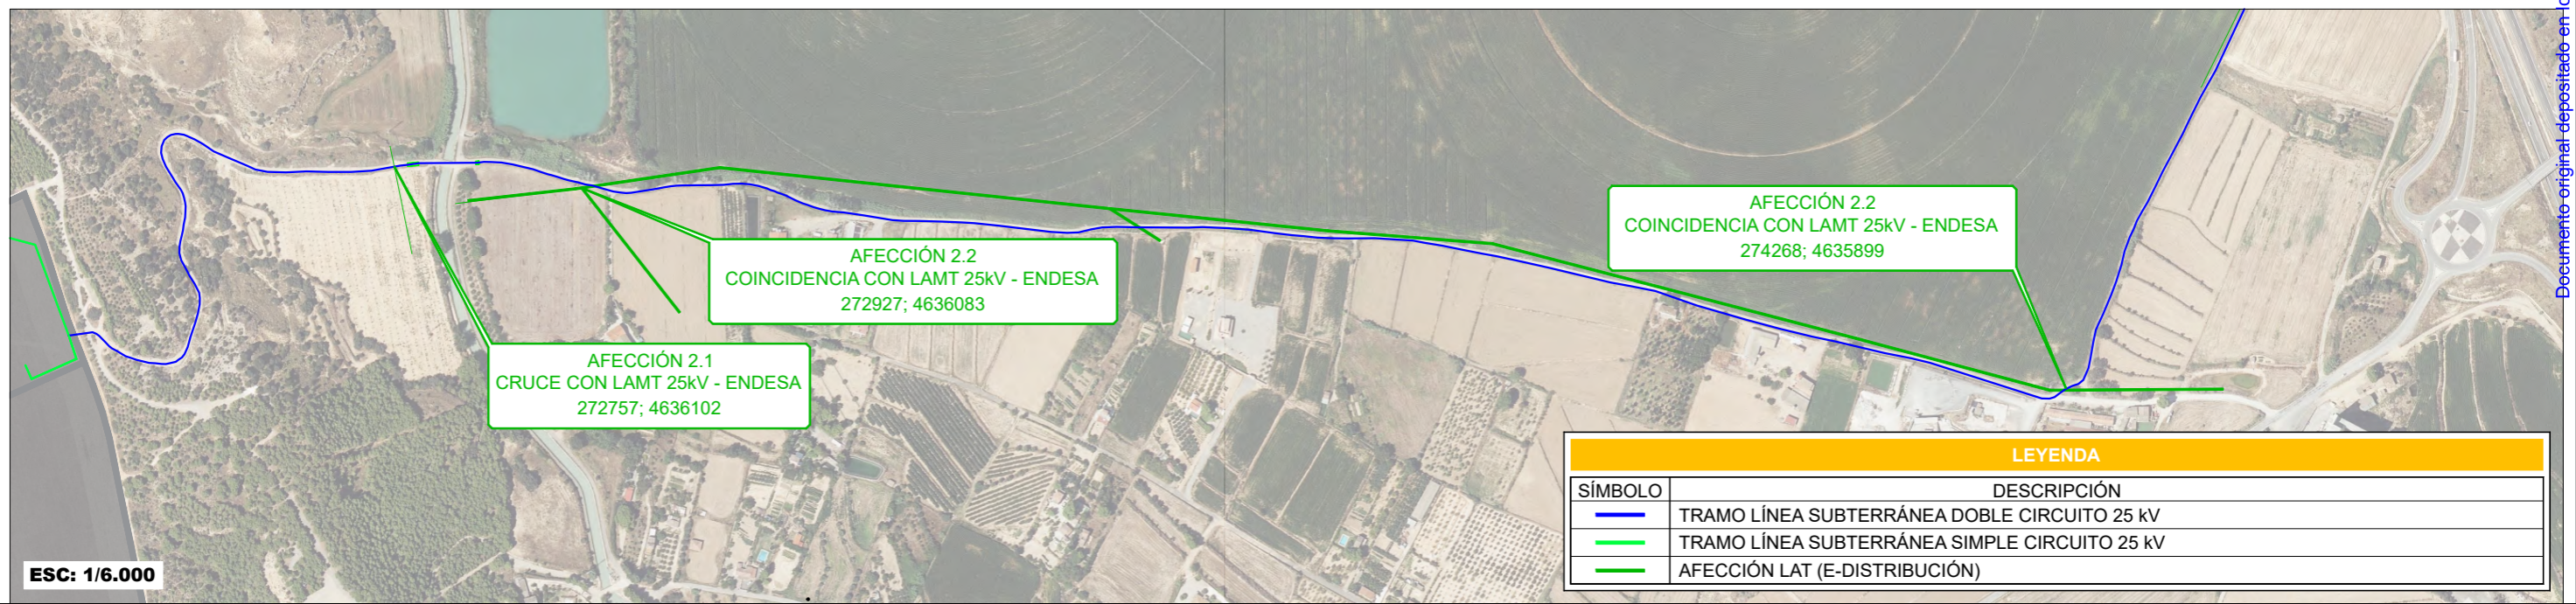 AFECCIÓN 2.2
COINCIDENCIA CON LAMT 25kV - ENDESA
274268; 4635899
AFECCIÓN 2.2
COINCIDENCIA CON LAMT 25kV - ENDESA
272927; 4636083
AFECCIÓN 2.1
CRUCE CON LAMT 25kV - ENDESA
272757; 4636102
LEYENDA
SÍMBOLO DESCRIPCIÓN
TRAMO LÍNEA SUBTERRÁNEA DOBLE CIRCUITO 25 kV
TRAMO LÍNEA SUBTERRÁNEA SIMPLE CIRCUITO 25 kV
AFECCIÓN LAT (E-DISTRIBUCIÓN)
ESC: 1/6.000
Documento original depositado en